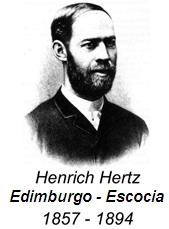 Henrich Hertz
Edimburgo - Escocia
1857 - 1894